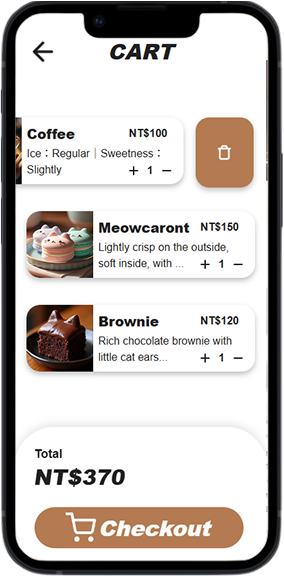 CART
Coffee NT$100
Ice：Regular｜Sweetness：
Slightly + 1 −
Meowcaront NT$150
Lightly crisp on the outside,
soft inside, with ... + 1 −
Brownie NT$120
Rich chocolate brownie with
little cat ears... + 1 −
Total
NT$370
Checkout